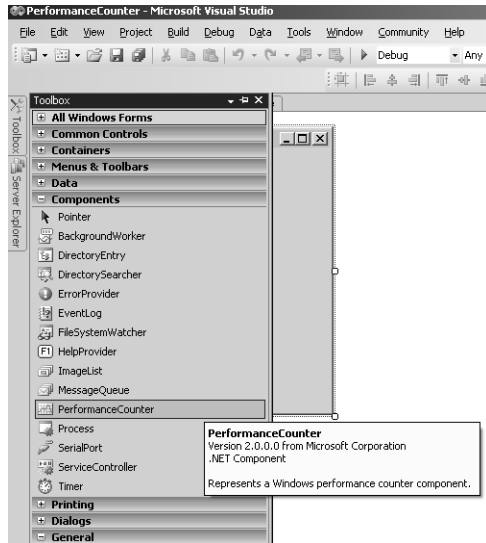 PerformanceCounter - Microsoft Visual Studio
File Edit View Project Build Debug Data Tools Window Community Help
Debug Any
Toolbox
Toolbox
Server Explorer
All Windows Forms
Common Controls
Containers
Menus & Toolbars
Data
Components
Pointer
BackgroundWorker
DirectoryEntry
DirectorySearcher
ErrorProvider
EventLog
FileSystemWatcher
F1 HelpProvider
ImageList
MessageQueue
PerformanceCounter
Process
SerialPort
ServiceController
Timer
Printing
Dialogs
General
PerformanceCounter
Version 2.0.0.0 from Microsoft Corporation
.NET Component
Represents a Windows performance counter component.